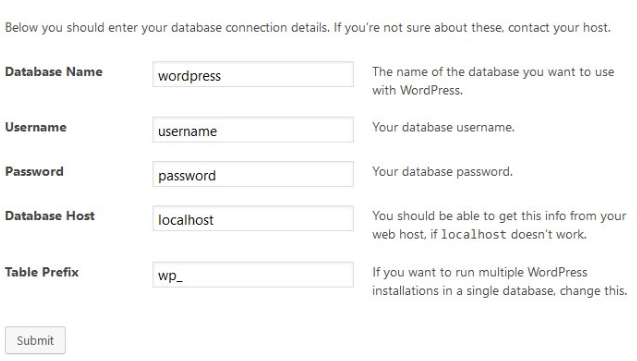 Below you should enter your database connection details. If you're not sure about these, contact your host.
Database Name
wordpress
The name of the database you want to use
with WordPress.
Username
username
Your database username.
Password
password
Your database password.
Database Host
localhost
You should be able to get this info from your
web host, if localhost doesn't work.
Table Prefix
wp_
If you want to run multiple WordPress
installations in a single database, change this.
Submit